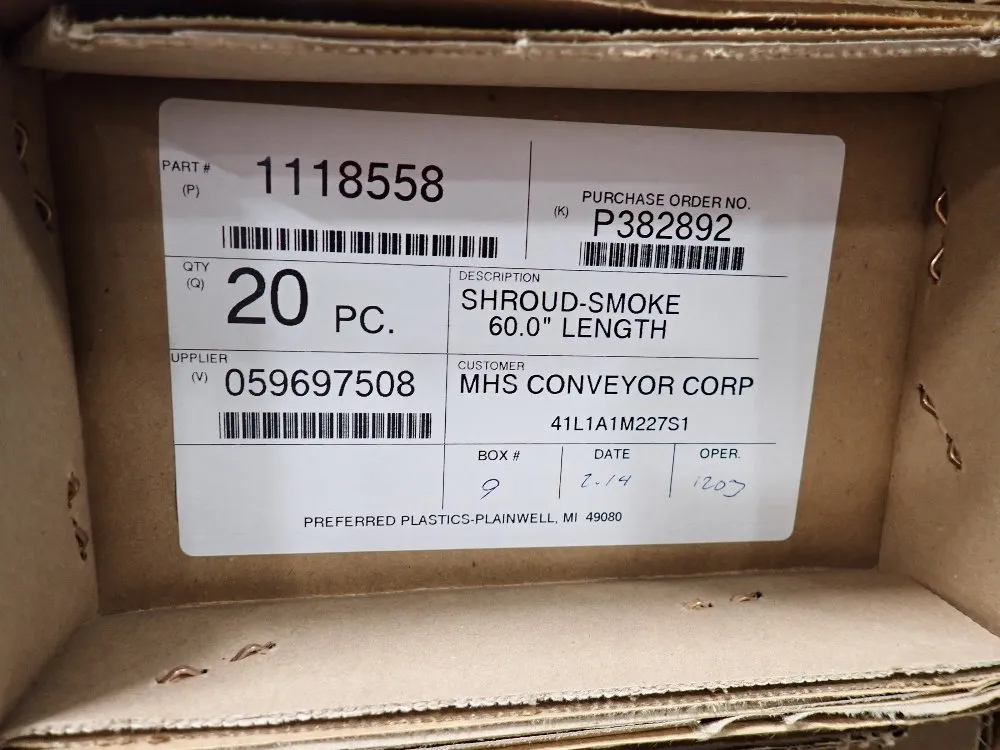 PART #
(P)
1118558
PURCHASE ORDER NO.
(K)
P382892
QTY
(Q)
20 PC.
DESCRIPTION
SHROUD-SMOKE
60.0" LENGTH
UPPLIER
(V)
059697508
CUSTOMER
MHS CONVEYOR CORP
41L1A1M227S1
BOX #
9
DATE
2-14
OPER.
1203
PREFERRED PLASTICS-PLAINWELL, MI 49080